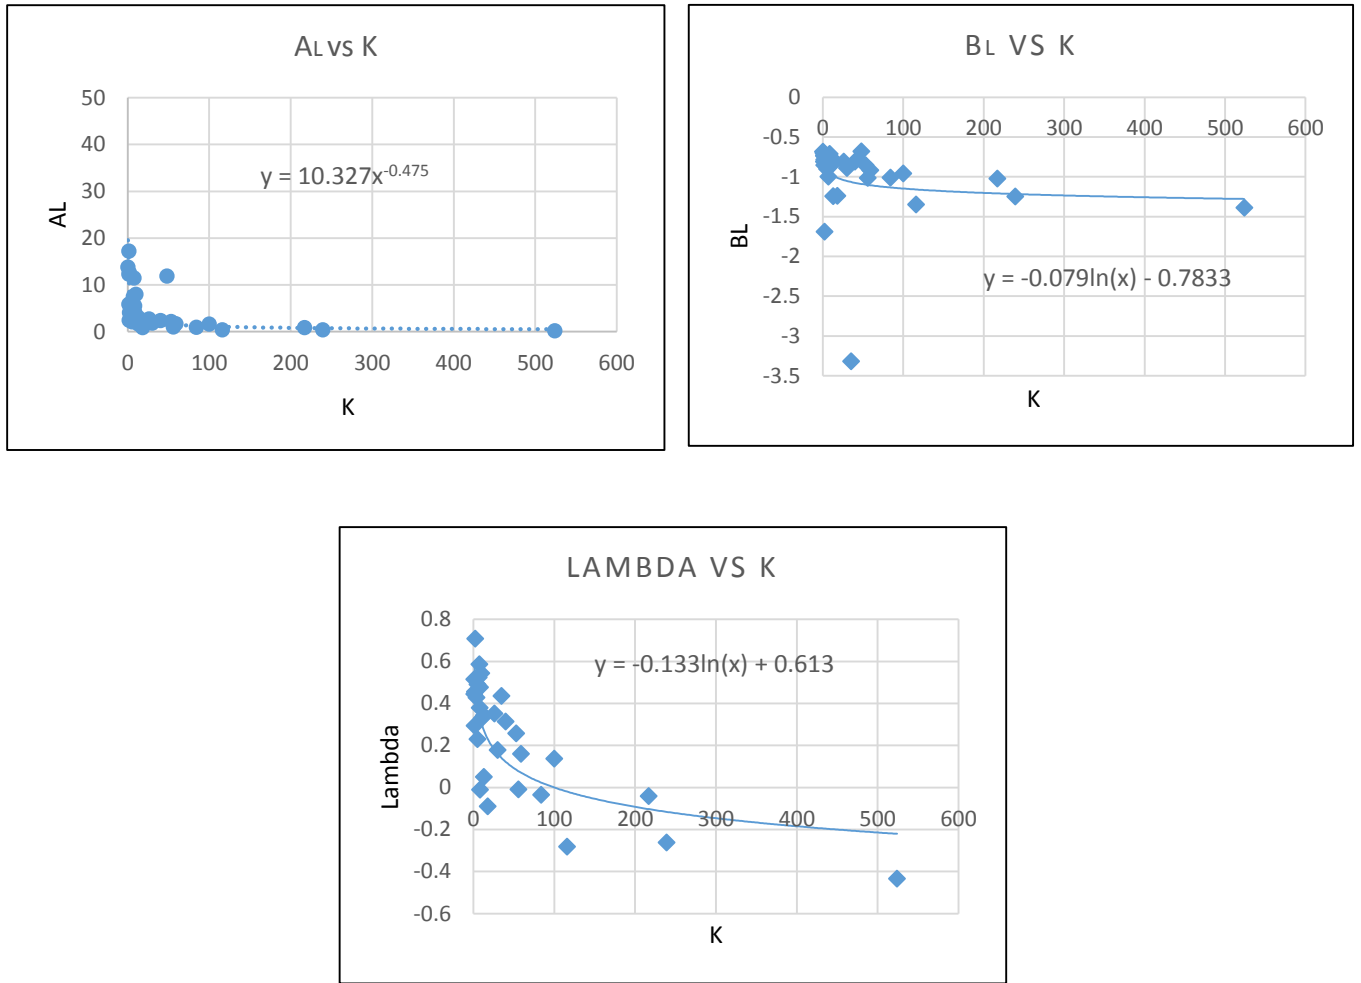 AL vs K
50
40
y = 10.327x^-0.475
30
AL
20
10
0
0 100 200 300 400 500 600
K
BL VS K
0
0 100 200 300 400 500 600
-0.5
-1
-1.5
BL
-2
y = -0.079ln(x) - 0.7833
-2.5
-3
-3.5
K
LAMBDA VS K
0.8
y = -0.133ln(x) + 0.613
0.6
0.4
Lambda
0.2
0
0 100 200 300 400 500 600
-0.2
-0.4
-0.6
K